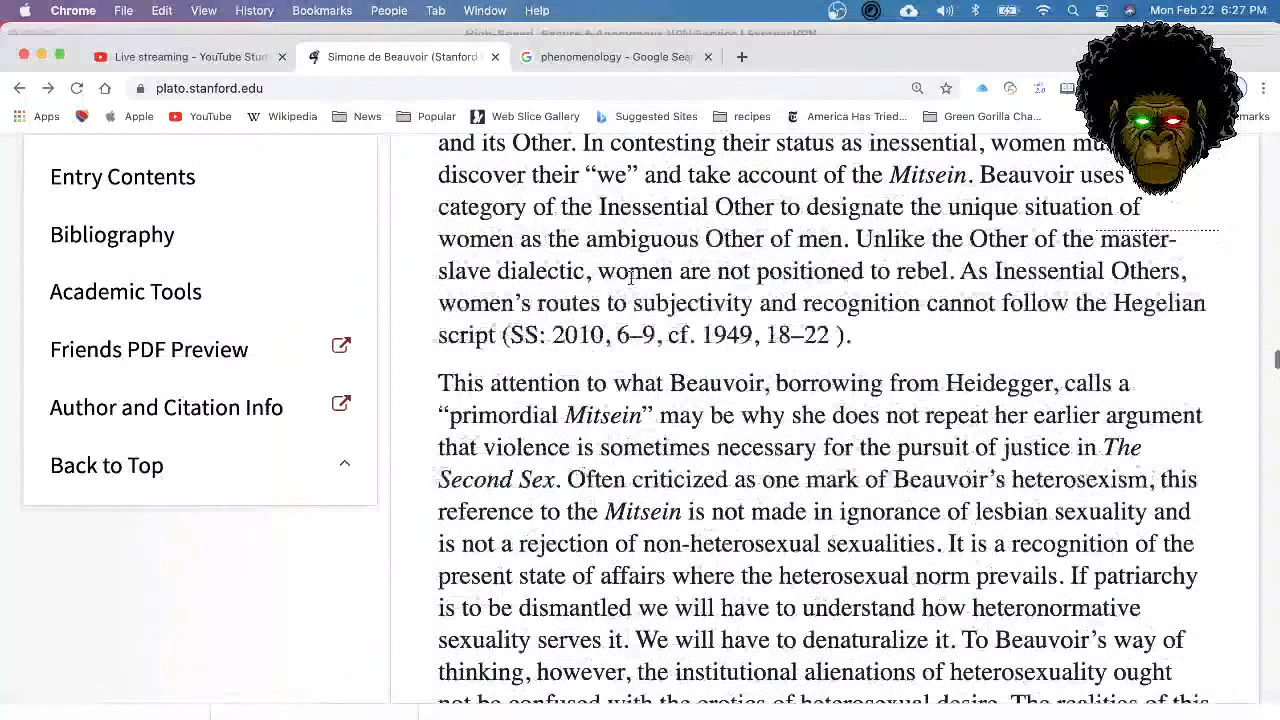 Chrome File Edit View History Bookmarks People Tab Window Help Mon Feb 22 6:27 PM
Live streaming - YouTube Stu Simone de Beauvoir (Stanford phenomenology - Google Sea
plato.stanford.edu
Apps Apple YouTube Wikipedia News Popular Web Slice Gallery Suggested Sites recipes America Has Tried... Green Gorilla Cha...
Entry Contents
Bibliography
Academic Tools
Friends PDF Preview
Author and Citation Info
Back to Top
and its Other. In contesting their status as inessential, women
discover their “we” and take account of the Mitsein. Beauvoir uses
category of the Inessential Other to designate the unique situation of
women as the ambiguous Other of men. Unlike the Other of the master-
slave dialectic, women are not positioned to rebel. As Inessential Others,
women’s routes to subjectivity and recognition cannot follow the Hegelian
script (SS: 2010, 6–9, cf. 1949, 18–22 ).
This attention to what Beauvoir, borrowing from Heidegger, calls a
“primordial Mitsein” may be why she does not repeat her earlier argument
that violence is sometimes necessary for the pursuit of justice in The
Second Sex. Often criticized as one mark of Beauvoir’s heterosexism, this
reference to the Mitsein is not made in ignorance of lesbian sexuality and
is not a rejection of non-heterosexual sexualities. It is a recognition of the
present state of affairs where the heterosexual norm prevails. If patriarchy
is to be dismantled we will have to understand how heteronormative
sexuality serves it. We will have to denaturalize it. To Beauvoir’s way of
thinking, however, the institutional alienations of heterosexuality ought
not be confused with the erotics of heterosexual desire. The realities of this